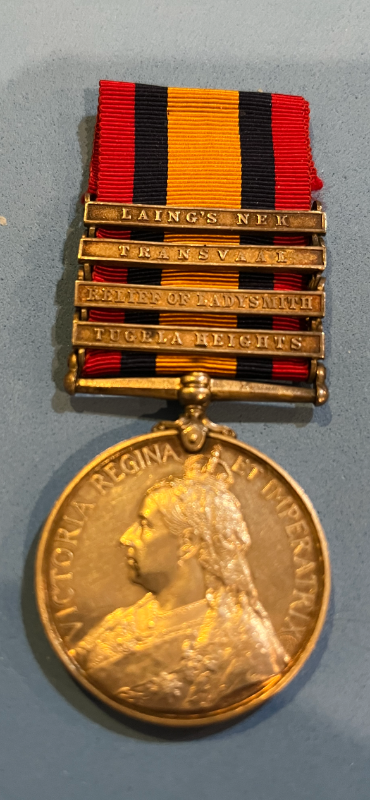 LAING'S NEK
TRANSVAAL
RELIEF OF LADYSMITH
TUGELA HEIGHTS
VICTORIA REGINA ET IMPERATRIX